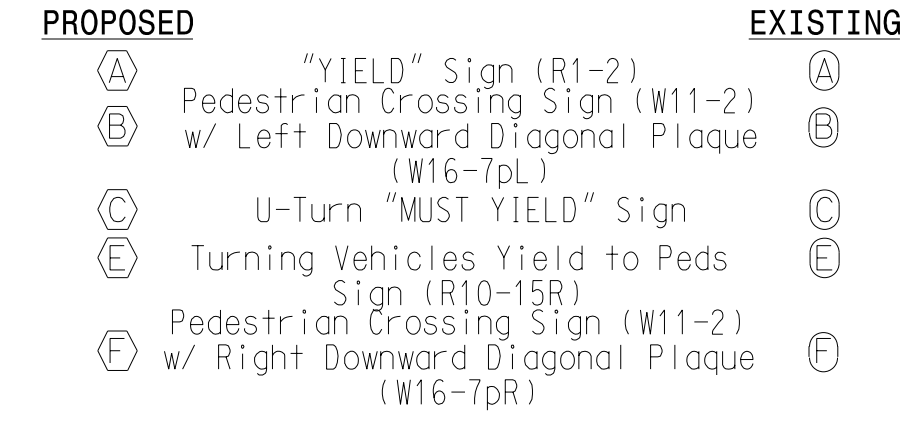 PROPOSED EXISTING
A "YIELD" Sign (R1-2) A
Pedestrian Crossing Sign (W11-2)
B w/ Left Downward Diagonal Plaque B
(W16-7pL)
C U-Turn "MUST YIELD" Sign C
E Turning Vehicles Yield to Peds E
Sign (R10-15R)
Pedestrian Crossing Sign (W11-2)
F w/ Right Downward Diagonal Plaque F
(W16-7pR)